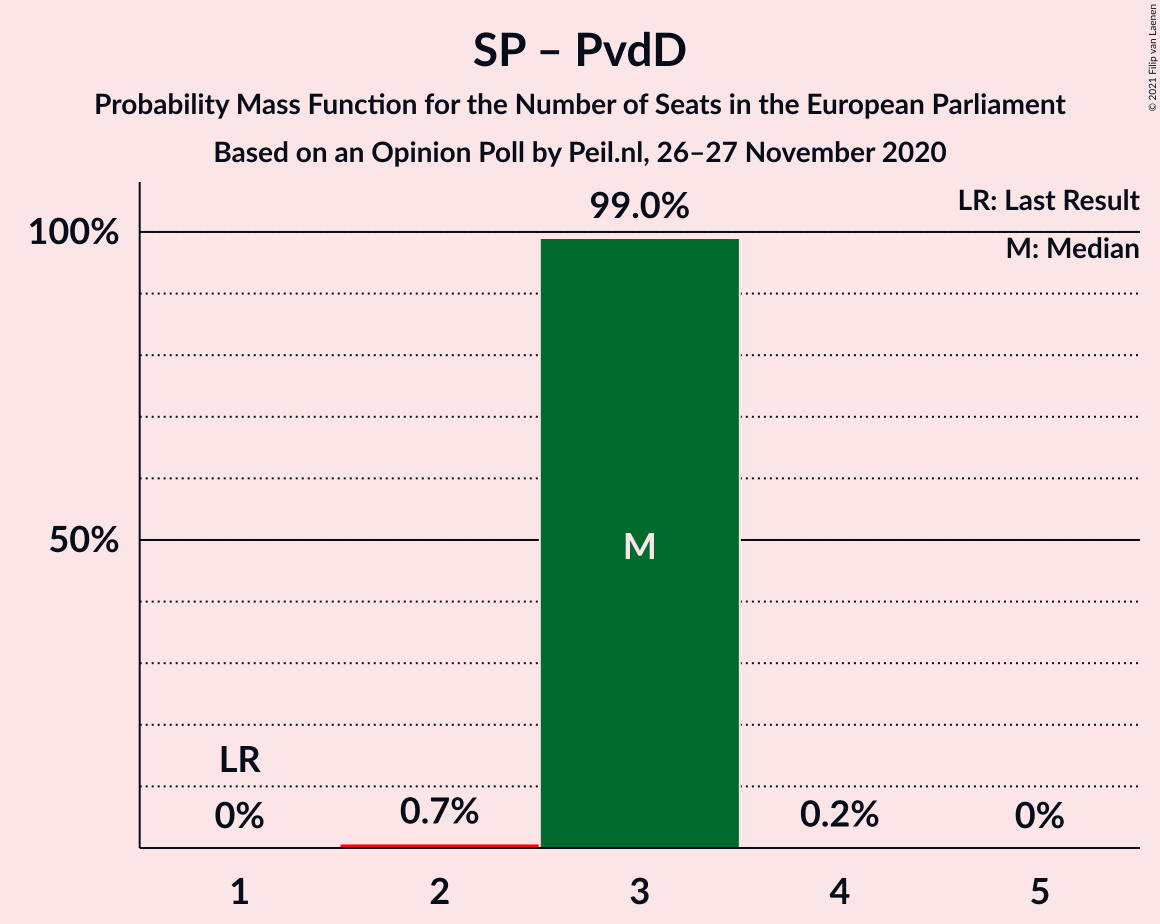 SP – PvdD
Probability Mass Function for the Number of Seats in the European Parliament
Based on an Opinion Poll by Peil.nl, 26–27 November 2020
© 2021 Filip van Laenen
LR: Last Result
M: Median
100%
50%
99.0%
M
LR
0%
0.7%
0.2%
0%
1 2 3 4 5